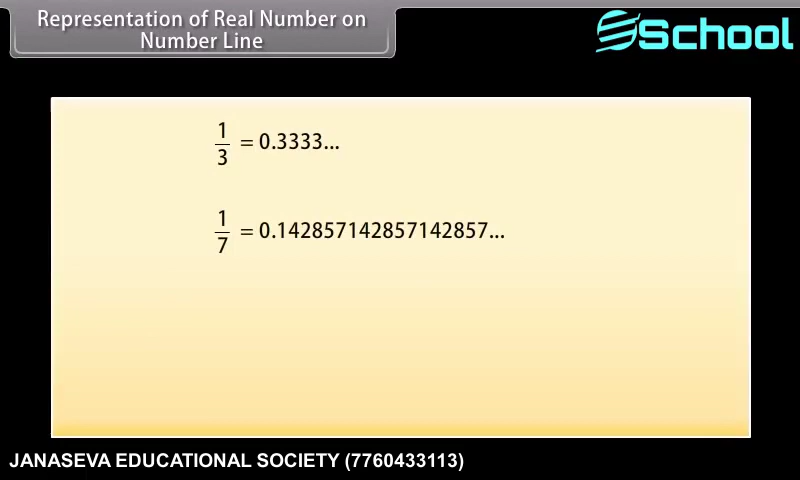 Representation of Real Number on
Number Line
School
1/3 = 0.3333...
1/7 = 0.142857142857142857...
JANASEVA EDUCATIONAL SOCIETY (7760433113)